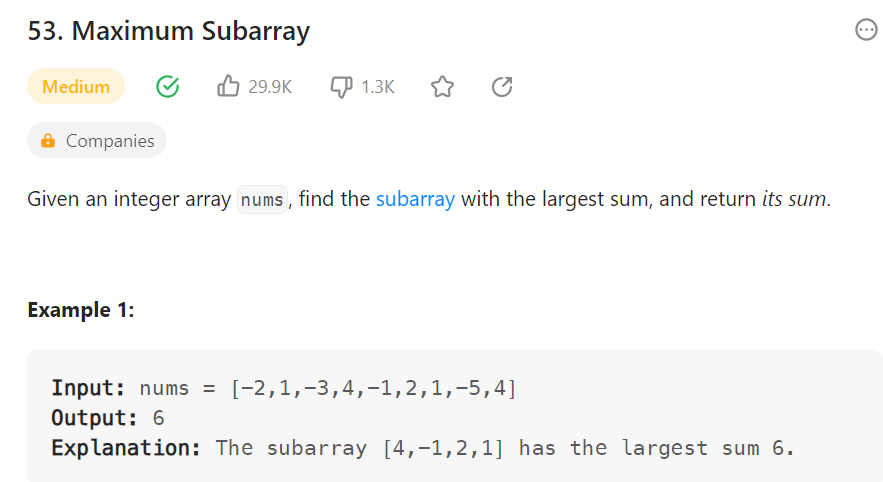 53. Maximum Subarray
Medium 29.9K 1.3K
Companies
Given an integer array nums, find the subarray with the largest sum, and return its sum.
Example 1:
Input: nums = [−2,1,−3,4,−1,2,1,−5,4]
Output: 6
Explanation: The subarray [4,−1,2,1] has the largest sum 6.